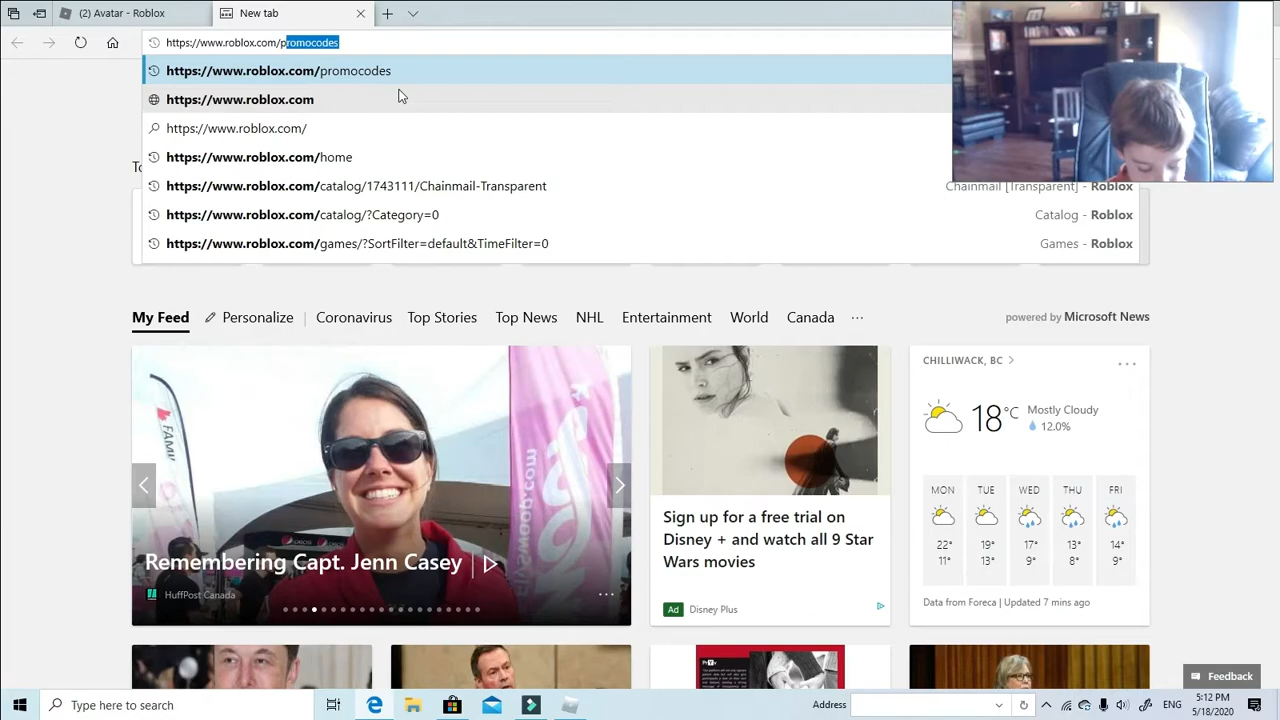 (2) Avatar - Roblox
New tab
https://www.roblox.com/promocodes
https://www.roblox.com/promocodes
https://www.roblox.com
https://www.roblox.com/
https://www.roblox.com/home
https://www.roblox.com/catalog/1743111/Chainmail-Transparent
Chainmail [Transparent] - Roblox
https://www.roblox.com/catalog/?Category=0
Catalog - Roblox
https://www.roblox.com/games/?SortFilter=default&TimeFilter=0
Games - Roblox
To
My Feed
Personalize
Coronavirus
Top Stories
Top News
NHL
Entertainment
World
Canada
...
powered by Microsoft News
FAM
Remembering Capt. Jenn Casey
HuffPost Canada
Sign up for a free trial on
Disney + and watch all 9 Star
Wars movies
Ad Disney Plus
CHILLIWACK, BC
18°C
Mostly Cloudy
12.0%
MON TUE WED THU FRI
22° 19° 17° 13° 14°
11° 13° 9° 8° 9°
Data from Foreca | Updated 7 mins ago
Feedback
Type here to search
Address
ENG
5:12 PM
5/18/2020